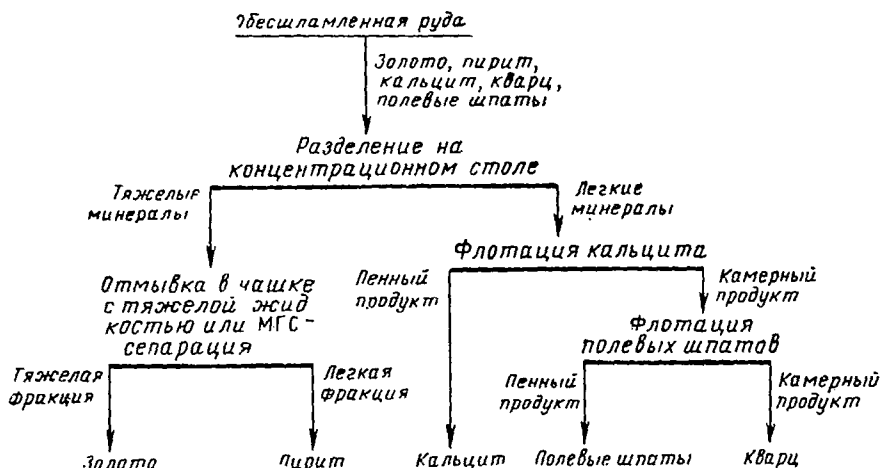 Обесшламленная руда
Золото, пирит,
кальцит, кварц,
полевые шпаты
Разделение на
концентрационном столе
Тяжелые
минералы
Легкие
минералы
Флотация кальцита
Отмывка в чашке
с тяжелой жид
костью или МГС-
сепарация
Пенный
продукт
Камерный
продукт
Флотация
полевых шпатов
Тяжелая
фракция
Легкая
фракция
Пенный
продукт
Камерный
продукт
Золото
Пирит
Кальцит
Полевые шпаты
Кварц